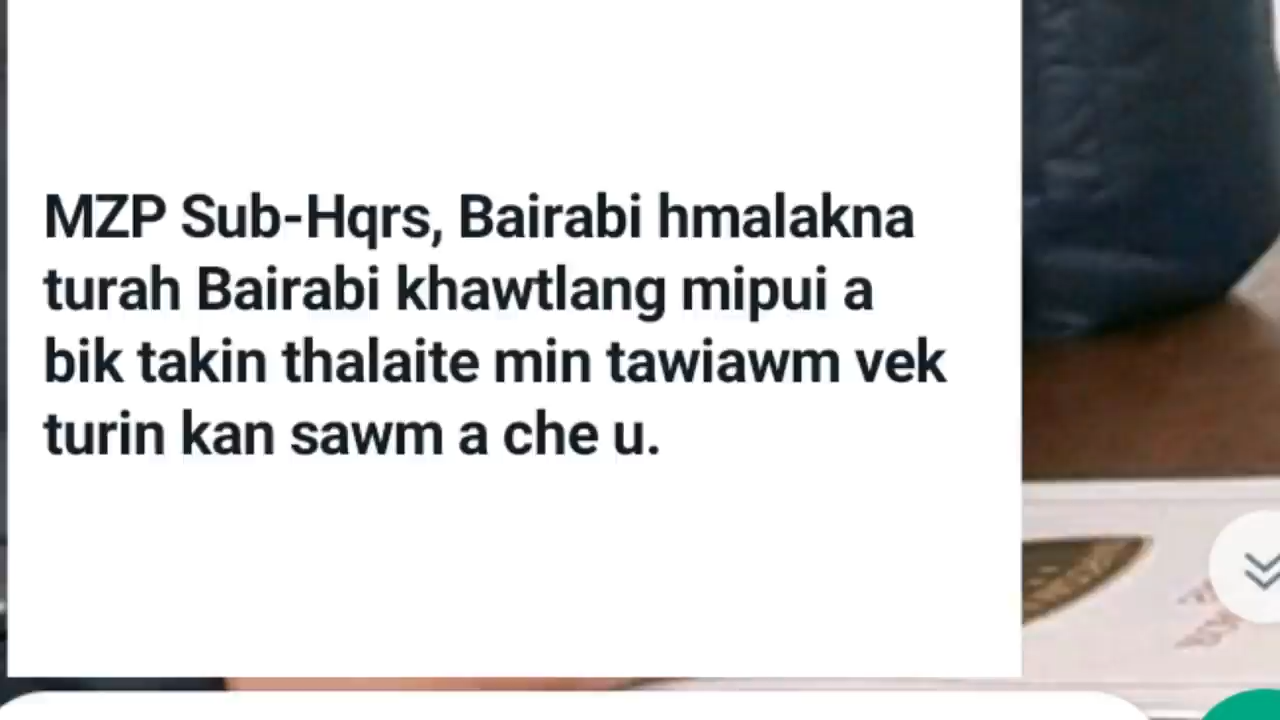 MZP Sub-Hqrs, Bairabi hmalakna
turah Bairabi khawtlang mipui a
bik takin thalaite min tawiawm vek
turin kan sawm a che u.